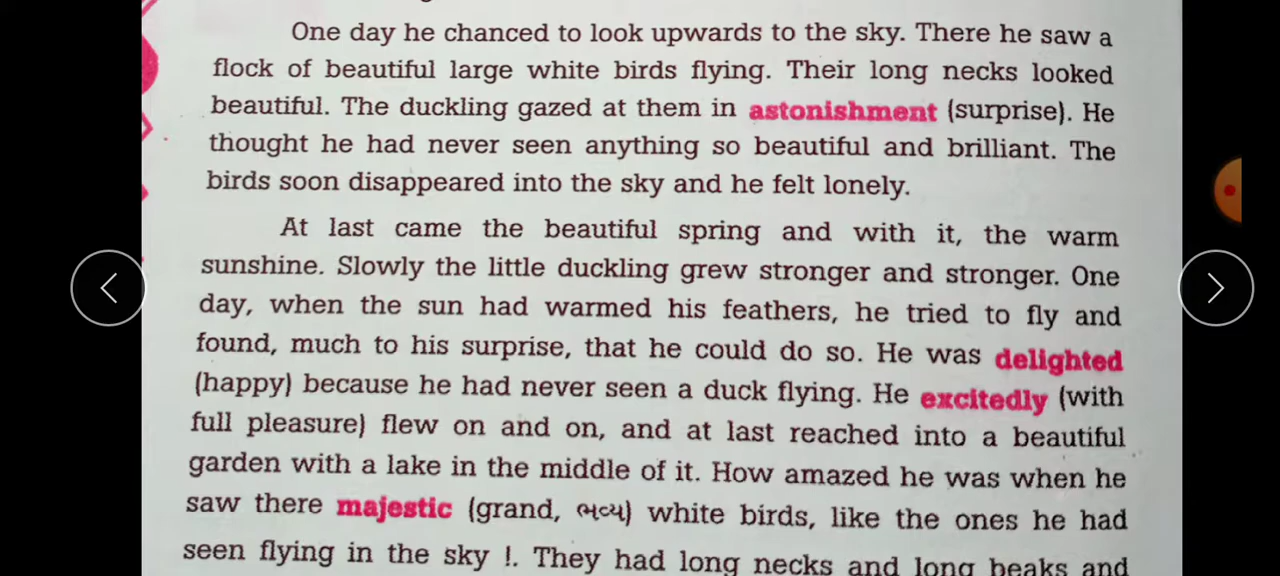 One day he chanced to look upwards to the sky. There he saw a
flock of beautiful large white birds flying. Their long necks looked
beautiful. The duckling gazed at them in astonishment (surprise). He
thought he had never seen anything so beautiful and brilliant. The
birds soon disappeared into the sky and he felt lonely.
At last came the beautiful spring and with it, the warm
sunshine. Slowly the little duckling grew stronger and stronger. One
day, when the sun had warmed his feathers, he tried to fly and
found, much to his surprise, that he could do so. He was delighted
(happy) because he had never seen a duck flying. He excitedly (with
full pleasure) flew on and on, and at last reached into a beautiful
garden with a lake in the middle of it. How amazed he was when he
saw there majestic (grand, ભવ્ય) white birds, like the ones he had
seen flying in the sky !. They had long necks and long beaks and